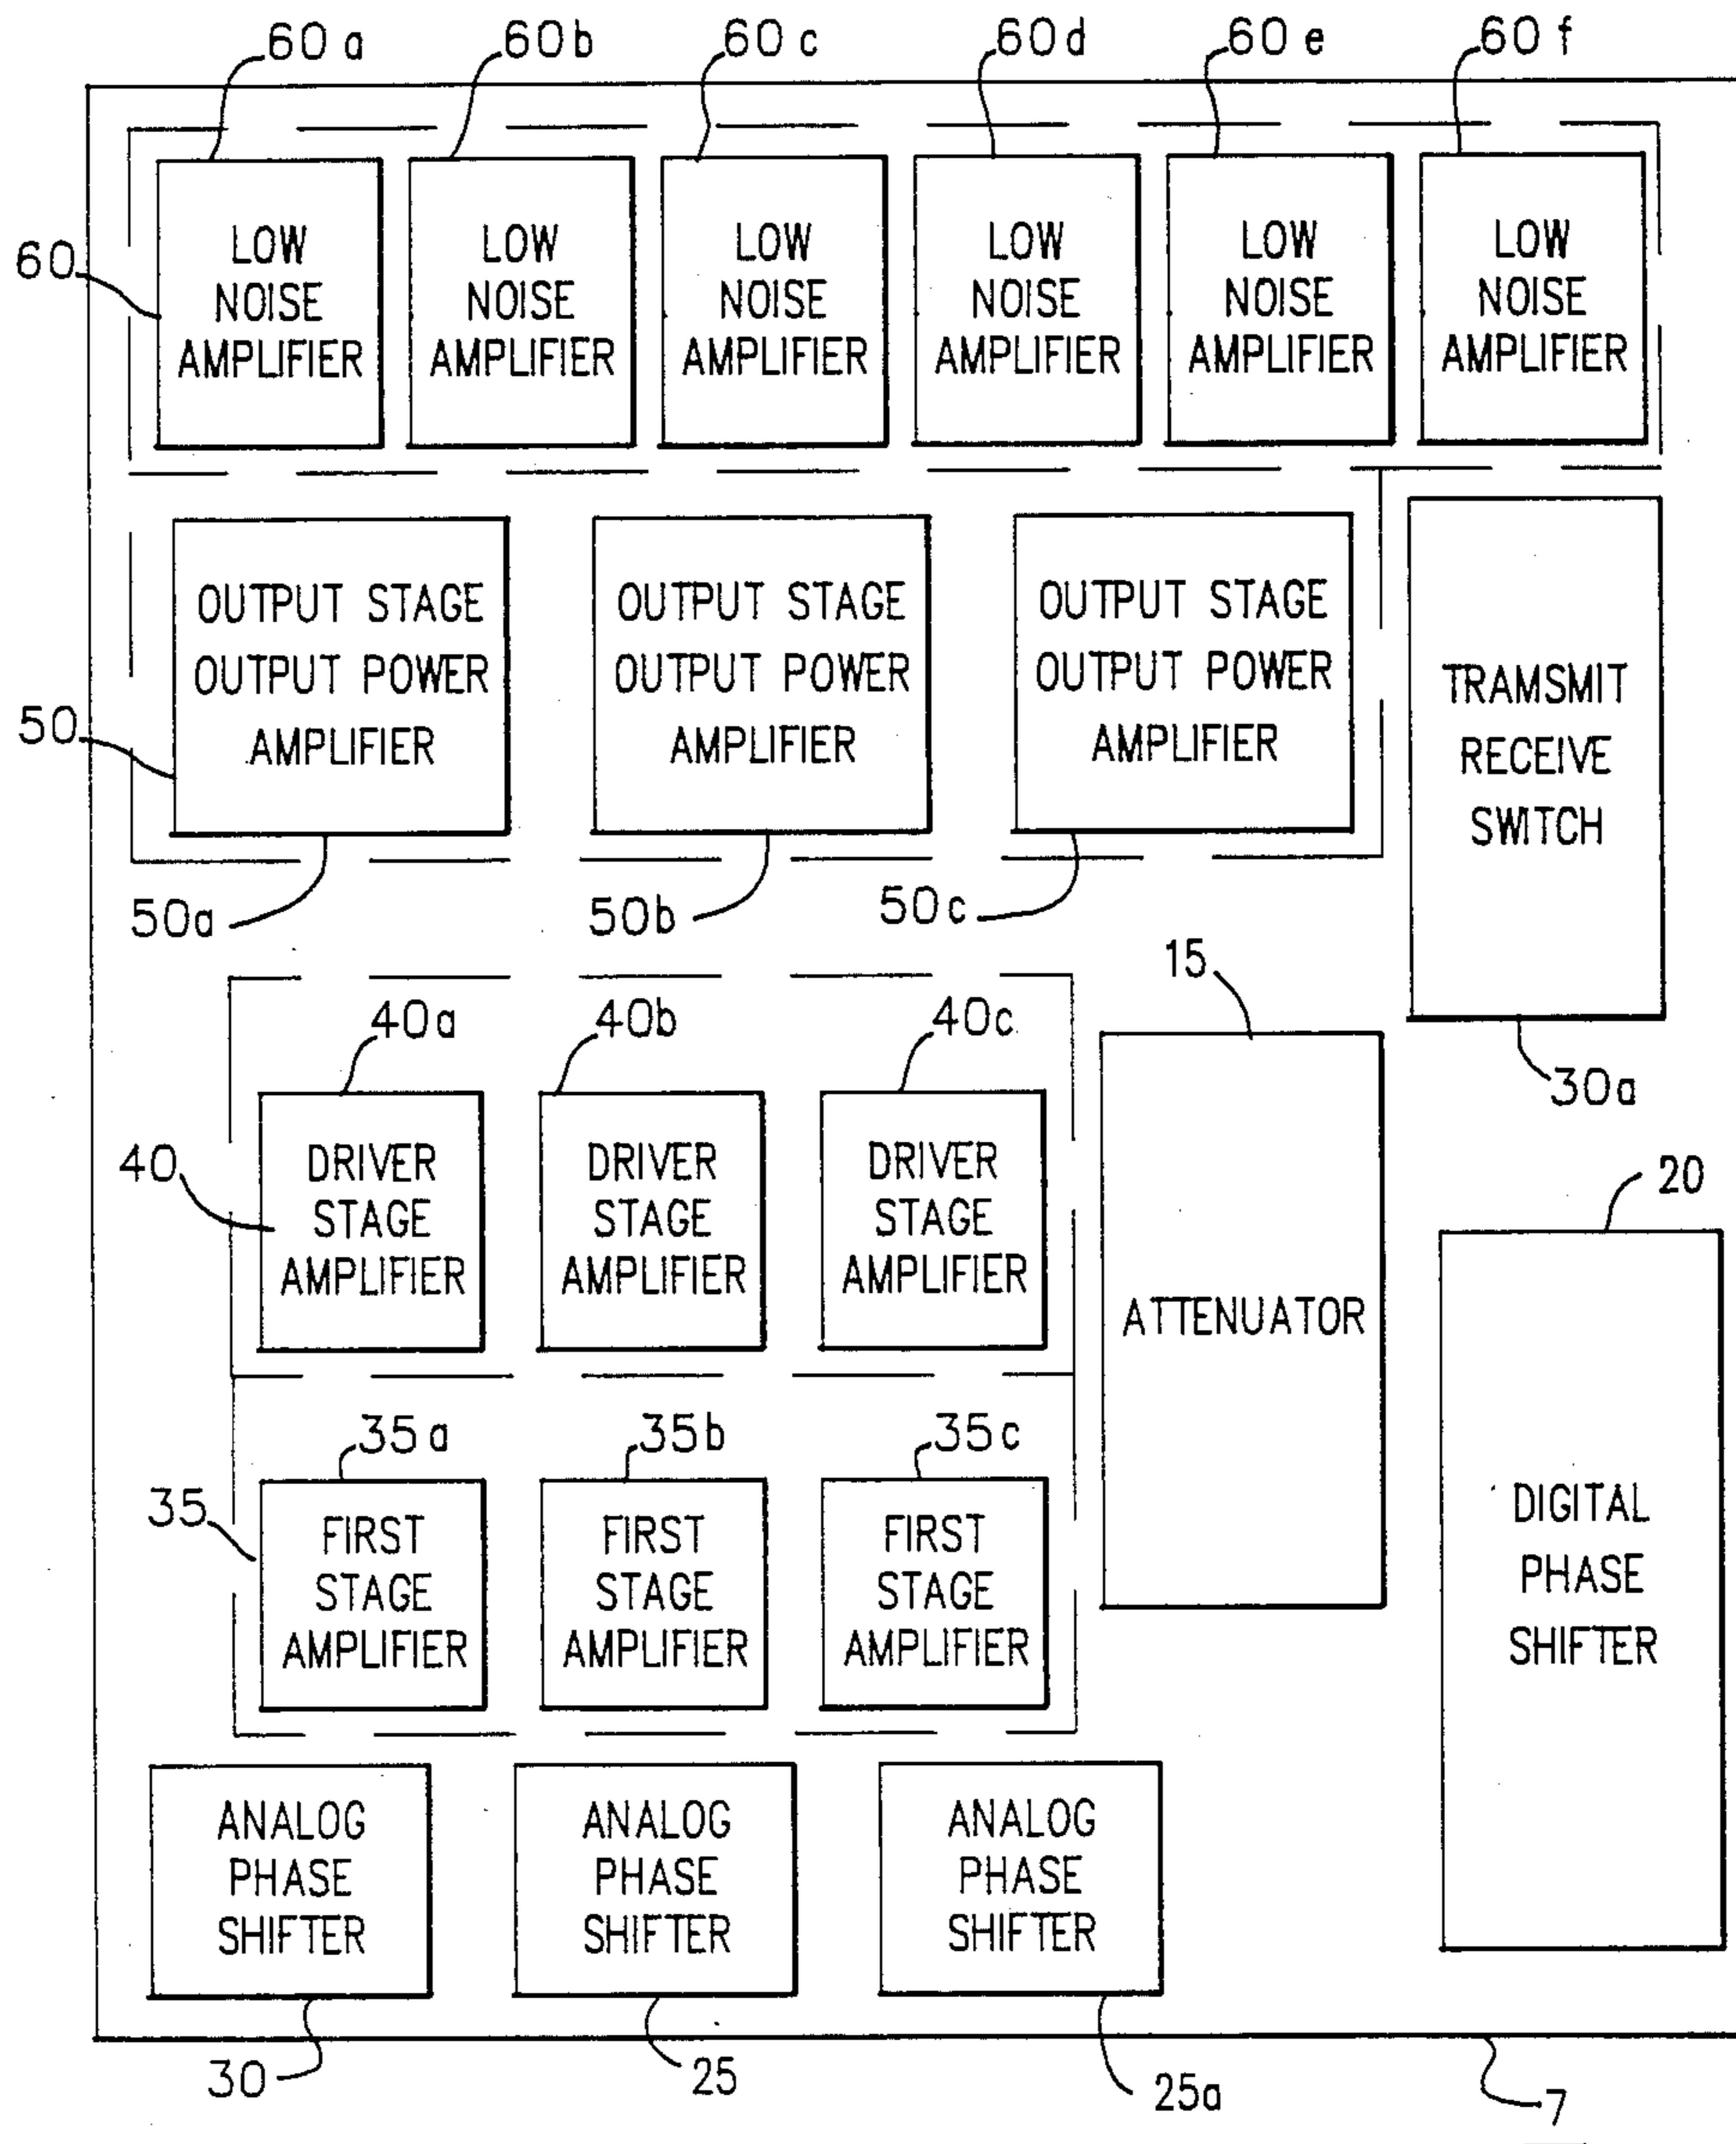 60a 60b 60c 60d 60e 60f
60
LOW
NOISE
AMPLIFIER
LOW
NOISE
AMPLIFIER
LOW
NOISE
AMPLIFIER
LOW
NOISE
AMPLIFIER
LOW
NOISE
AMPLIFIER
LOW
NOISE
AMPLIFIER
50
OUTPUT STAGE
OUTPUT POWER
AMPLIFIER
OUTPUT STAGE
OUTPUT POWER
AMPLIFIER
OUTPUT STAGE
OUTPUT POWER
AMPLIFIER
TRAMSMIT
RECEIVE
SWITCH
50a 50b 50c
15
30a
40a 40b 40c
40
DRIVER
STAGE
AMPLIFIER
DRIVER
STAGE
AMPLIFIER
DRIVER
STAGE
AMPLIFIER
ATTENUATOR
20
35a 35b 35c
35
FIRST
STAGE
AMPLIFIER
FIRST
STAGE
AMPLIFIER
FIRST
STAGE
AMPLIFIER
DIGITAL
PHASE
SHIFTER
ANALOG
PHASE
SHIFTER
ANALOG
PHASE
SHIFTER
ANALOG
PHASE
SHIFTER
30 25 25a 7